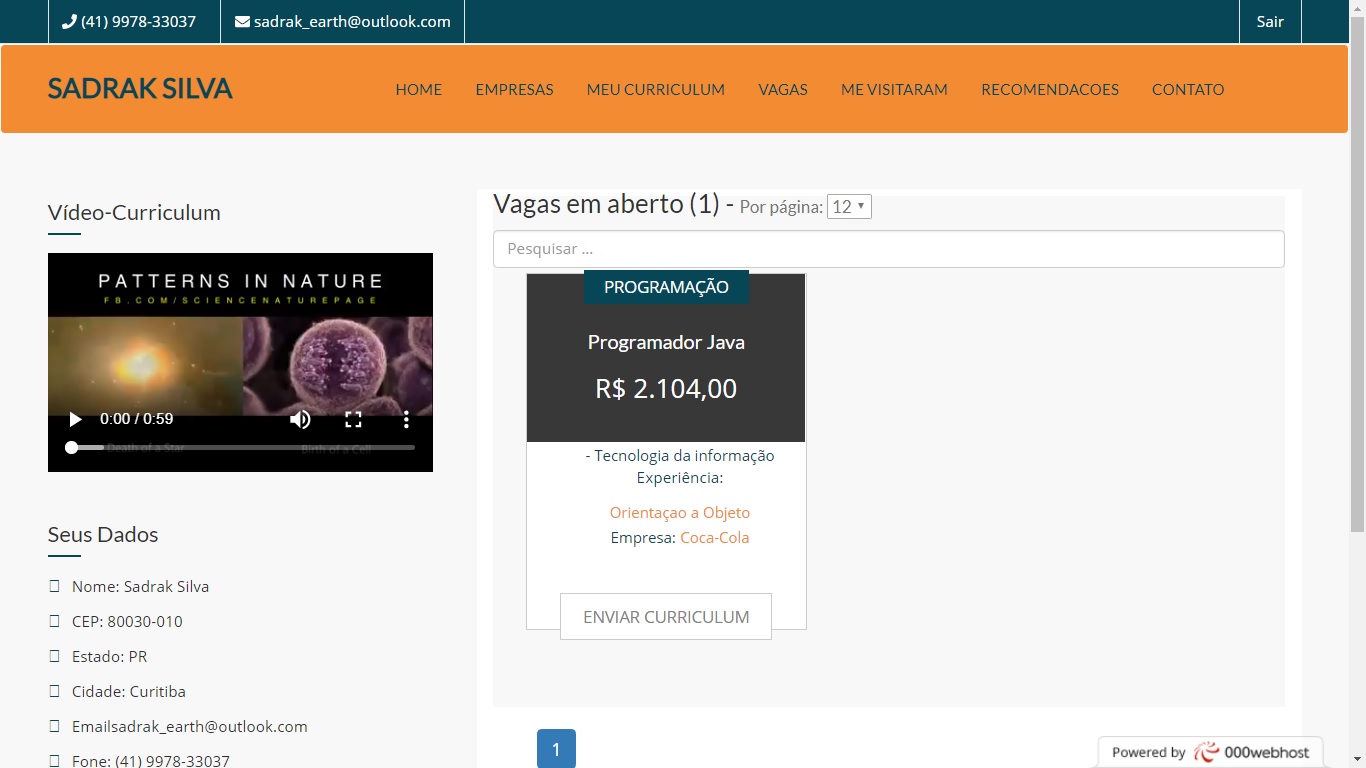 (41) 9978-33037
sadrak_earth@outlook.com
Sair
SADRAK SILVA
HOME
EMPRESAS
MEU CURRICULUM
VAGAS
ME VISITARAM
RECOMENDACOES
CONTATO
Vídeo-Curriculum
PATTERNS IN NATURE
FB.COM/SCIENCENATUREPAGE
0:00 / 0:59
Death of a Star
Birth of a Cell
Seus Dados
Nome: Sadrak Silva
CEP: 80030-010
Estado: PR
Cidade: Curitiba
Emailsadrak_earth@outlook.com
Fone: (41) 9978-33037
Vagas em aberto (1) - Por página: 12
Pesquisar ...
PROGRAMAÇÃO
Programador Java
R$ 2.104,00
- Tecnologia da informação
Experiência:
Orientaçao a Objeto
Empresa: Coca-Cola
ENVIAR CURRICULUM
1
Powered by 000webhost